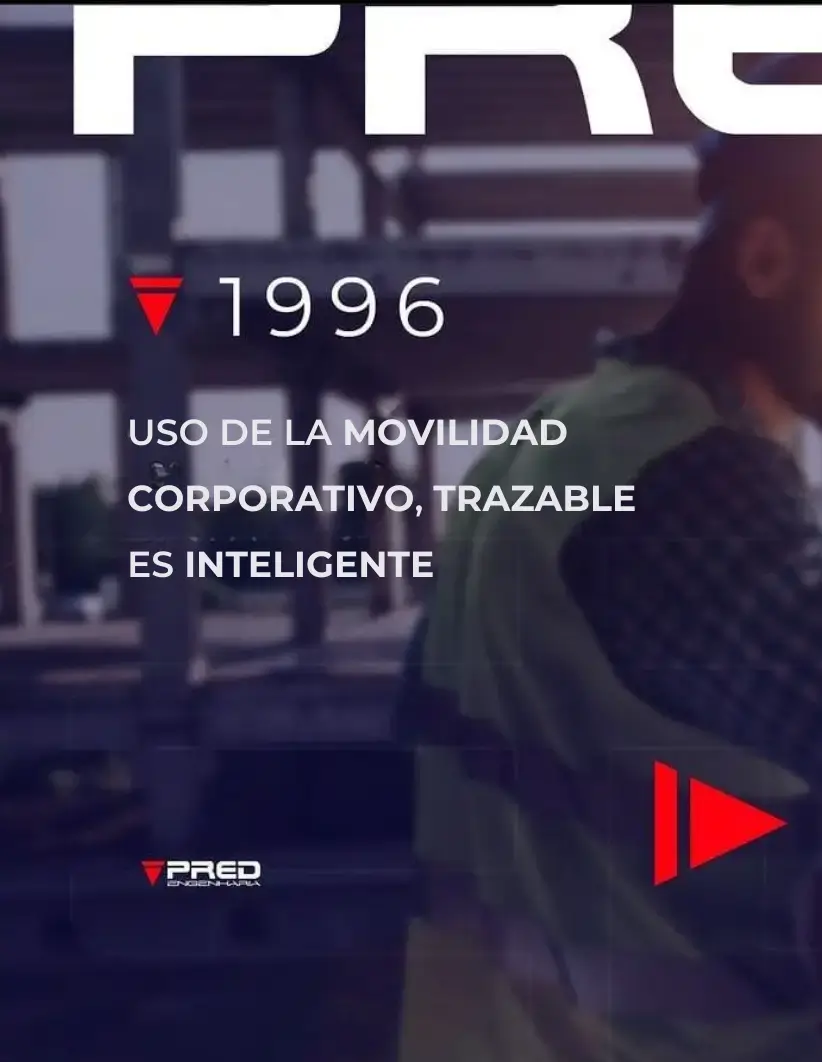 PRE
1996
USO DE LA MOVILIDAD
CORPORATIVO, TRAZABLE
ES INTELIGENTE
PRED
ENGENHARIA